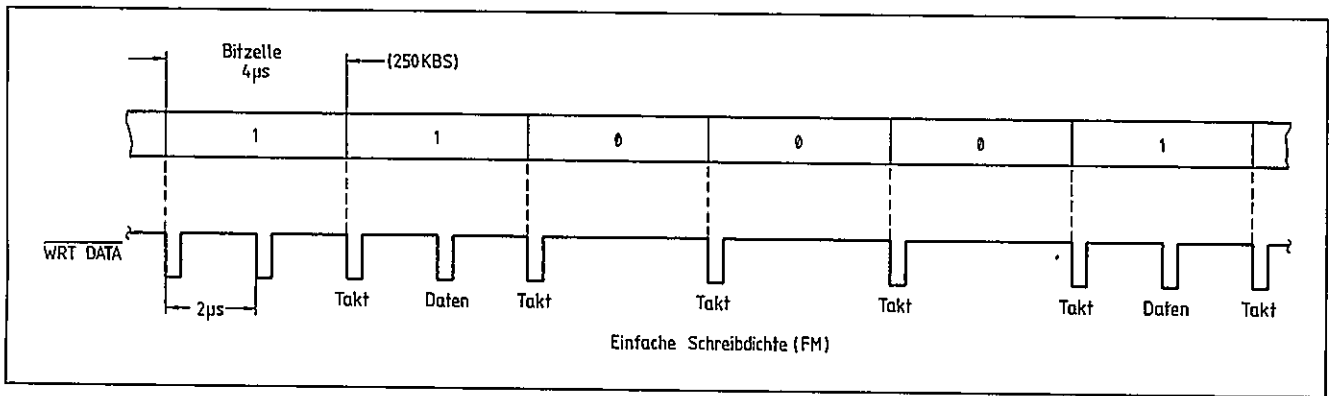 Bitzelle
4µs
(250KBS)
1 1 0 0 0 1
WRT DATA
2µs
Takt Daten Takt Takt Takt Takt Daten Takt
Einfache Schreibdichte (FM)